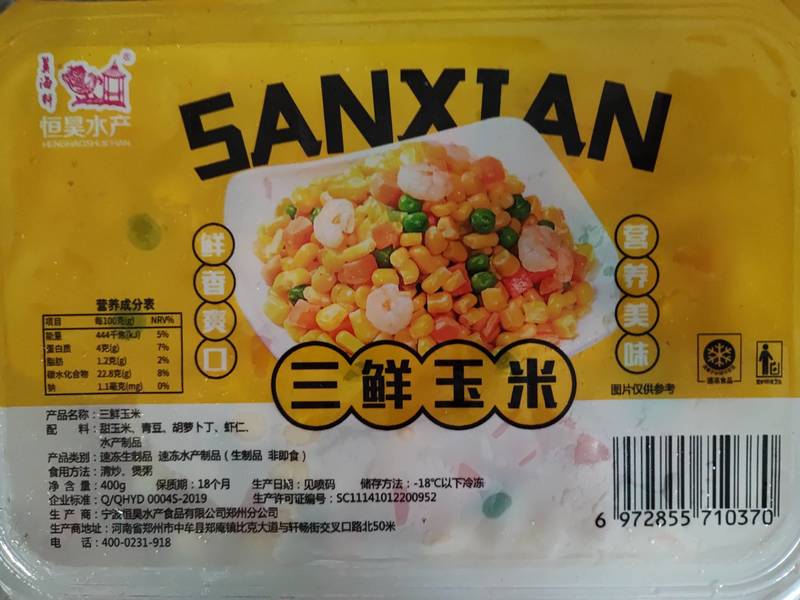 美海轩
®
恒昊水产
HENGHAOSHUICHAN
SANXIAN
鲜香爽口
营养美味
三鲜玉米
图片仅供参考
速冻食品
营养成分表
项目 每100克(g) NRV%
能量 444千焦(kJ) 5%
蛋白质 4克(g) 7%
脂肪 1.2克(g) 2%
碳水化合物 22.8克(g) 8%
钠 1.1毫克(mg) 0%
产品名称：三鲜玉米
配 料：甜玉米、青豆、胡萝卜丁、虾仁、
水产制品
产品类别：速冻生制品 速冻水产制品（生制品 非即食）
食用方法：清炒、煲粥
净含量：400g 保质期：18个月 生产日期：见喷码 储存方法：-18℃以下冷冻
企业标准：Q/QHYD 0004S-2019 生产许可证编号：SC11141012200952
生产商：宁波恒昊水产食品有限公司郑州分公司
生产商地址：河南省郑州市中牟县郑庵镇比克大道与轩畅街交叉口路北50米
电 话：400-0231-918
6 972855 710370